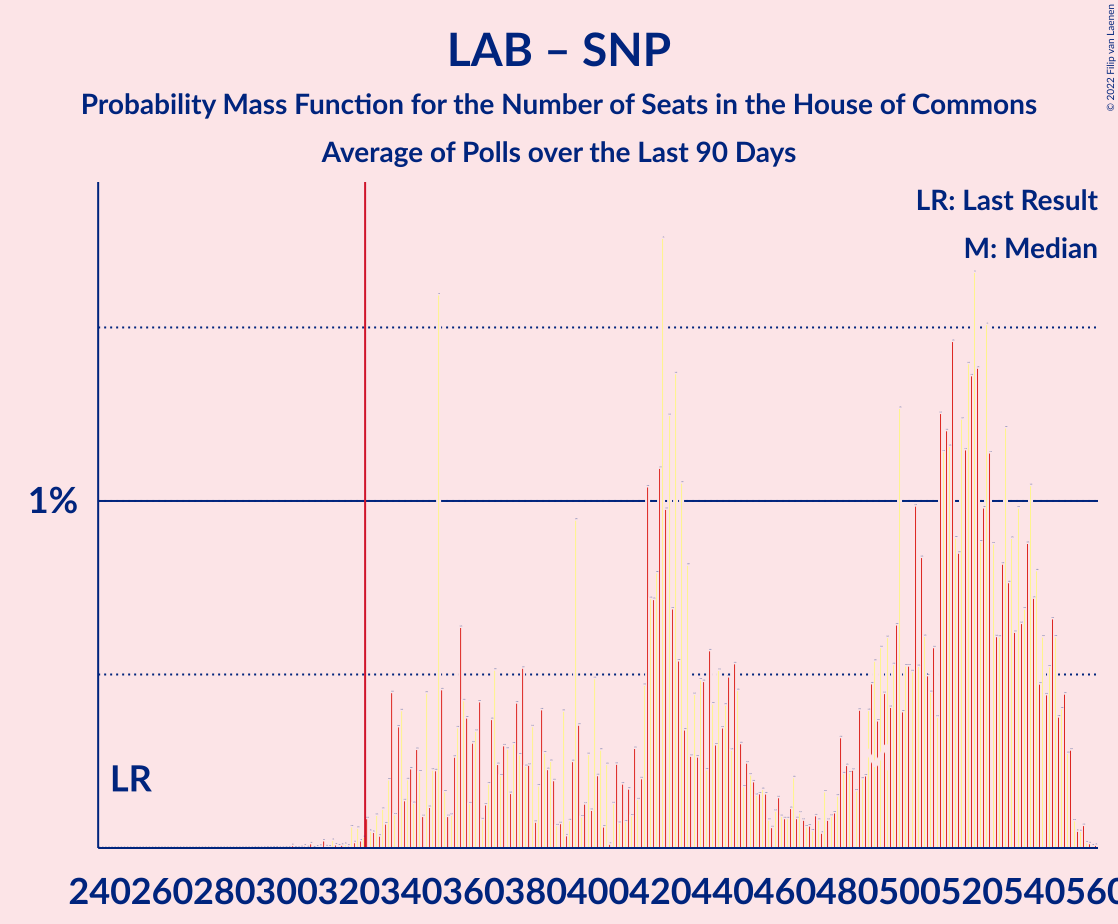 LAB – SNP
Probability Mass Function for the Number of Seats in the House of Commons
Average of Polls over the Last 90 Days
© 2022 Filip van Laenen
LR: Last Result
M: Median
1%
LR
240 260 280 300 320 340 360 380 400 420 440 460 480 500 520 540 560